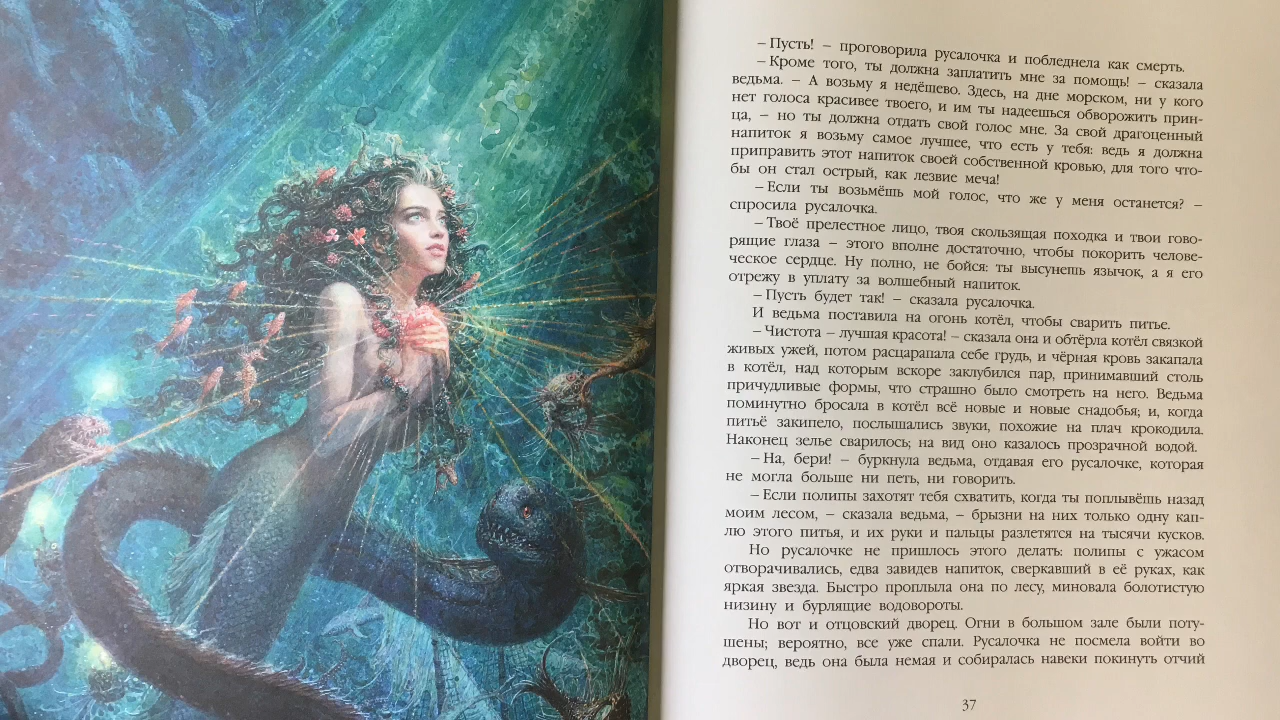 – Пусть! – проговорила русалочка и побледнела как смерть.
– Кроме того, ты должна заплатить мне за помощь! – сказала
ведьма. – А возьму я недёшево. Здесь, на дне морском, ни у кого
нет голоса красивее твоего, и им ты надеешься обворожить прин-
ца, – но ты должна отдать свой голос мне. За свой драгоценный
напиток я возьму самое лучшее, что есть у тебя: ведь я должна
приправить этот напиток своей собственной кровью, для того что-
бы он стал острый, как лезвие меча!
– Если ты возьмёшь мой голос, что же у меня останется? –
спросила русалочка.
– Твоё прелестное лицо, твоя скользящая походка и твои гово-
рящие глаза – этого вполне достаточно, чтобы покорить челове-
ческое сердце. Ну полно, не бойся: ты высунешь язычок, а я его
отрежу в уплату за волшебный напиток.
– Пусть будет так! – сказала русалочка.
И ведьма поставила на огонь котёл, чтобы сварить питье.
– Чистота – лучшая красота! – сказала она и обтёрла котёл связкой
живых ужей, потом расцарапала себе грудь, и чёрная кровь закапала
в котёл, над которым вскоре заклубился пар, принимавший столь
причудливые формы, что страшно было смотреть на него. Ведьма
поминутно бросала в котёл всё новые и новые снадобья; и, когда
питьё закипело, послышались звуки, похожие на плач крокодила.
Наконец зелье сварилось; на вид оно казалось прозрачной водой.
– На, бери! – буркнула ведьма, отдавая его русалочке, которая
не могла больше ни петь, ни говорить.
– Если полипы захотят тебя схватить, когда ты поплывёшь назад
моим лесом, – сказала ведьма, – брызни на них только одну кап-
лю этого питья, и их руки и пальцы разлетятся на тысячи кусков.
Но русалочке не пришлось этого делать: полипы с ужасом
отворачивались, едва завидев напиток, сверкавший в её руках, как
яркая звезда. Быстро проплыла она по лесу, миновала болотистую
низину и бурлящие водовороты.
Но вот и отцовский дворец. Огни в большом зале были поту-
шены; вероятно, все уже спали. Русалочка не посмела войти во
дворец, ведь она была немая и собиралась навеки покинуть отчий
37